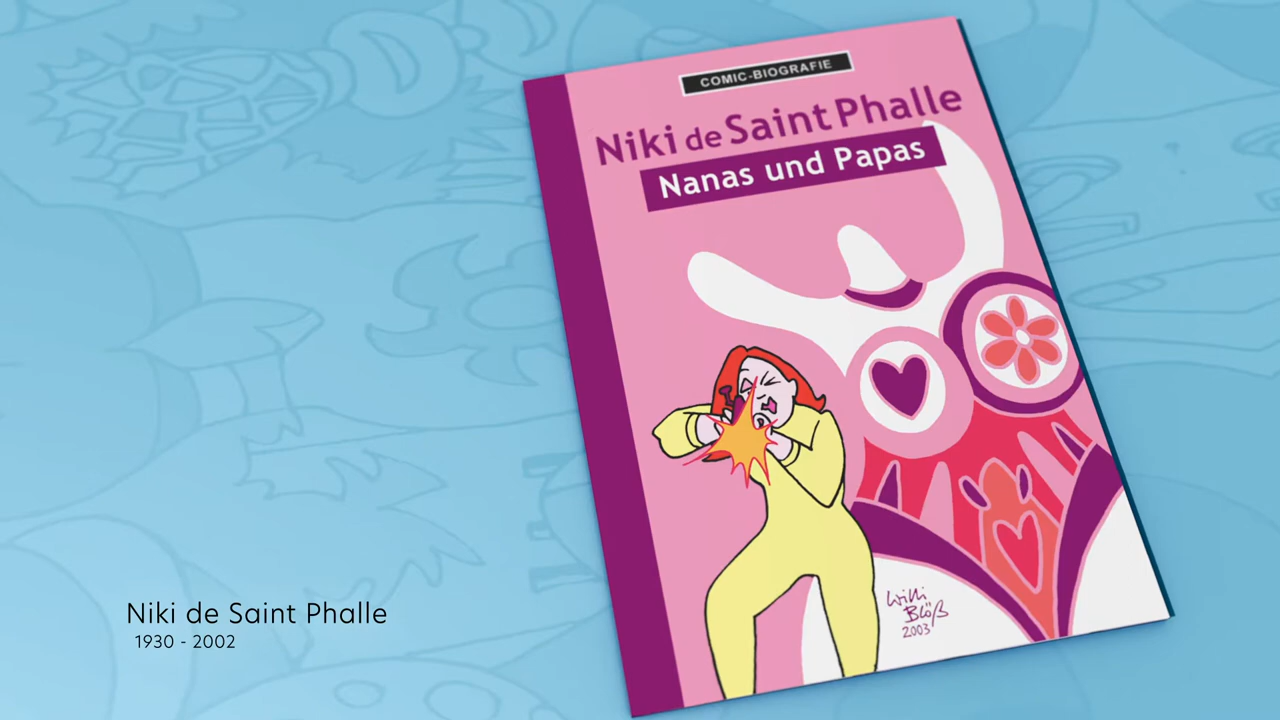 COMIC-BIOGRAFIE
Niki de Saint Phalle
Nanas und Papas
Willi
Blöß
2003
Niki de Saint Phalle
1930 - 2002